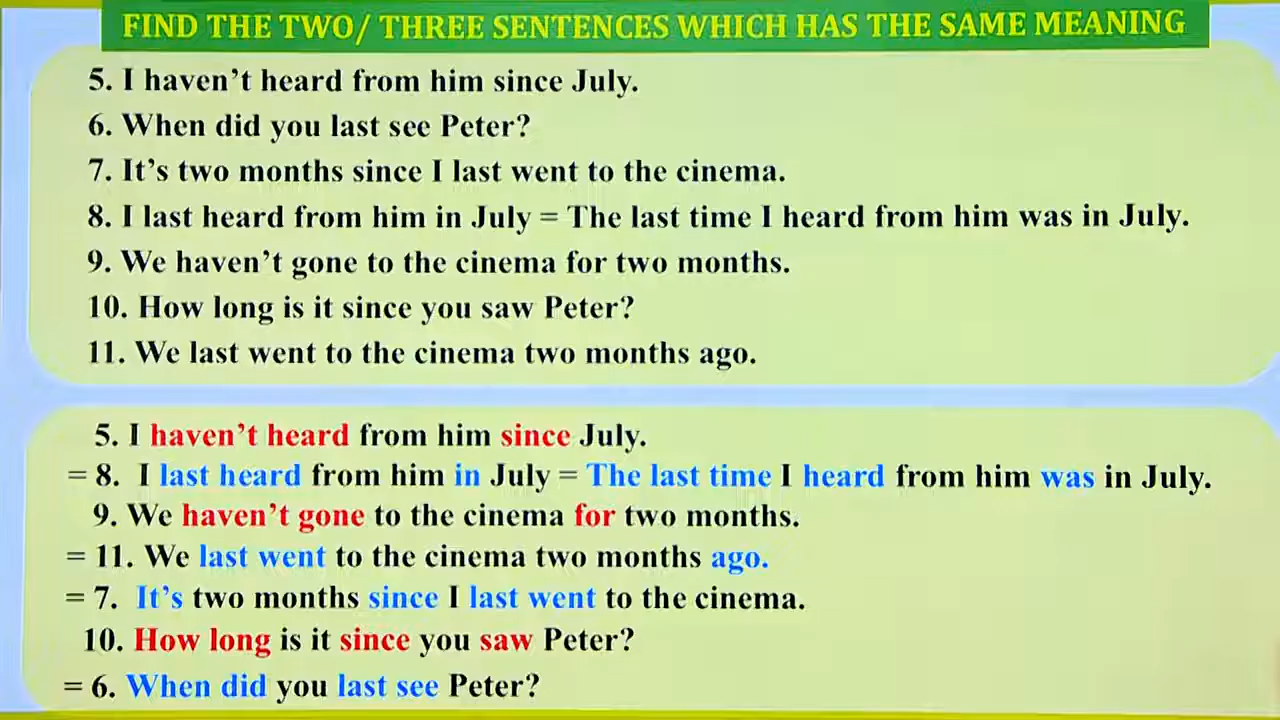 FIND THE TWO/ THREE SENTENCES WHICH HAS THE SAME MEANING
5. I haven't heard from him since July.
6. When did you last see Peter?
7. It's two months since I last went to the cinema.
8. I last heard from him in July = The last time I heard from him was in July.
9. We haven't gone to the cinema for two months.
10. How long is it since you saw Peter?
11. We last went to the cinema two months ago.
5. I haven't heard from him since July.
= 8. I last heard from him in July = The last time I heard from him was in July.
9. We haven't gone to the cinema for two months.
= 11. We last went to the cinema two months ago.
= 7. It's two months since I last went to the cinema.
10. How long is it since you saw Peter?
= 6. When did you last see Peter?